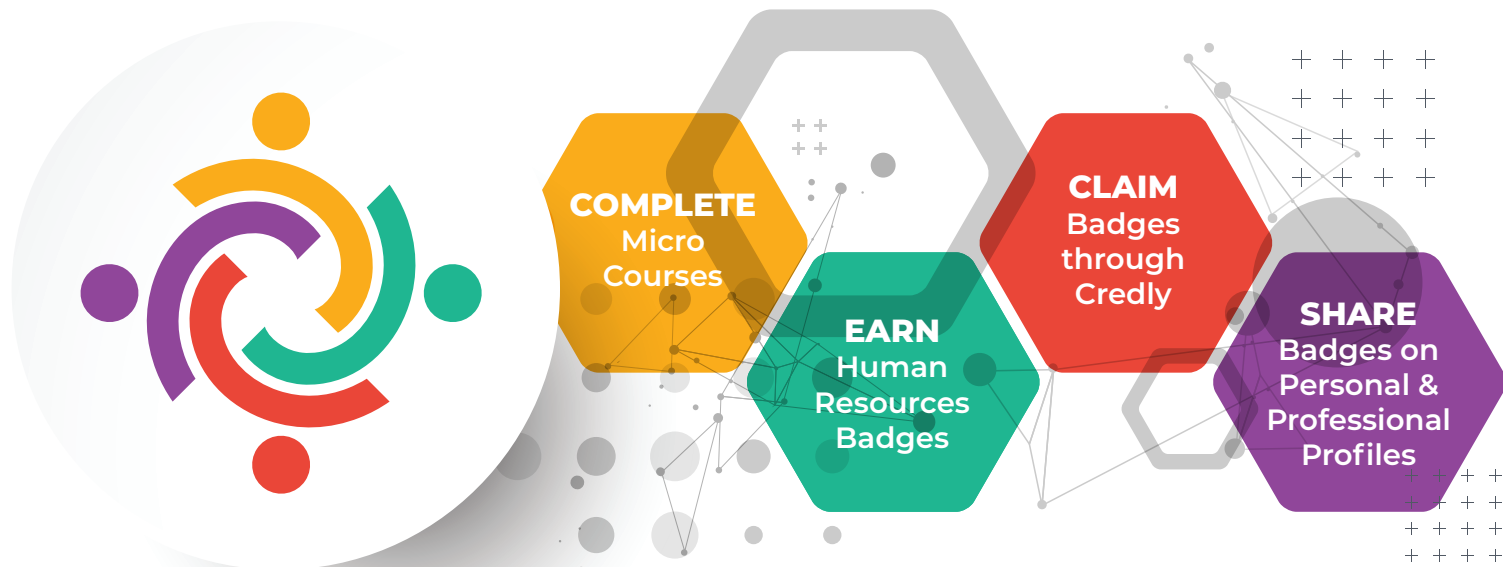 COMPLETE
Micro
Courses
EARN
Human
Resources
Badges
CLAIM
Badges
through
Credly
SHARE
Badges on
Personal &
Professional
Profiles